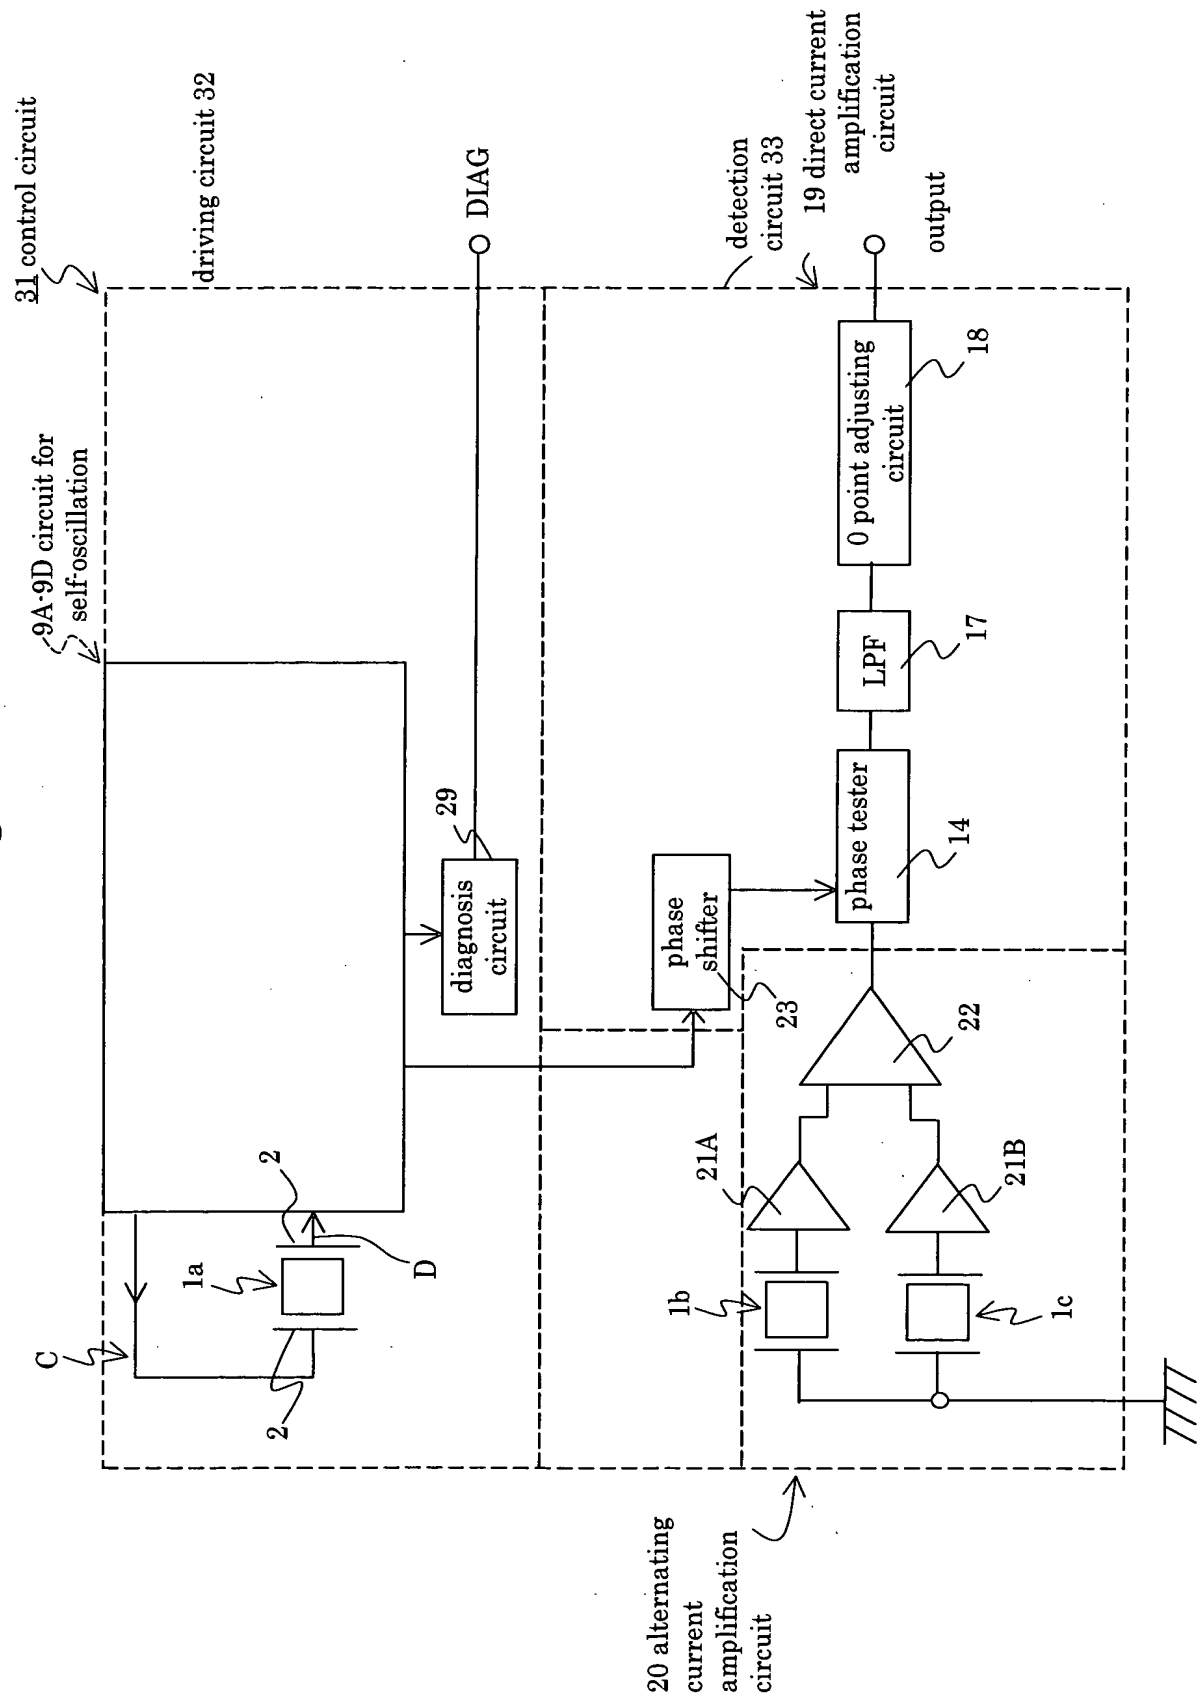 31 control circuit
9A-9D circuit for
self-oscillation
driving circuit 32
C
1a
2
2
D
29
diagnosis
circuit
DIAG
detection
circuit 33
19 direct current
amplification
circuit
output
phase
shifter
23
21A
1b
21B
1c
22
phase tester
14
LPF
17
0 point adjusting
circuit
18
20 alternating
current
amplification
circuit